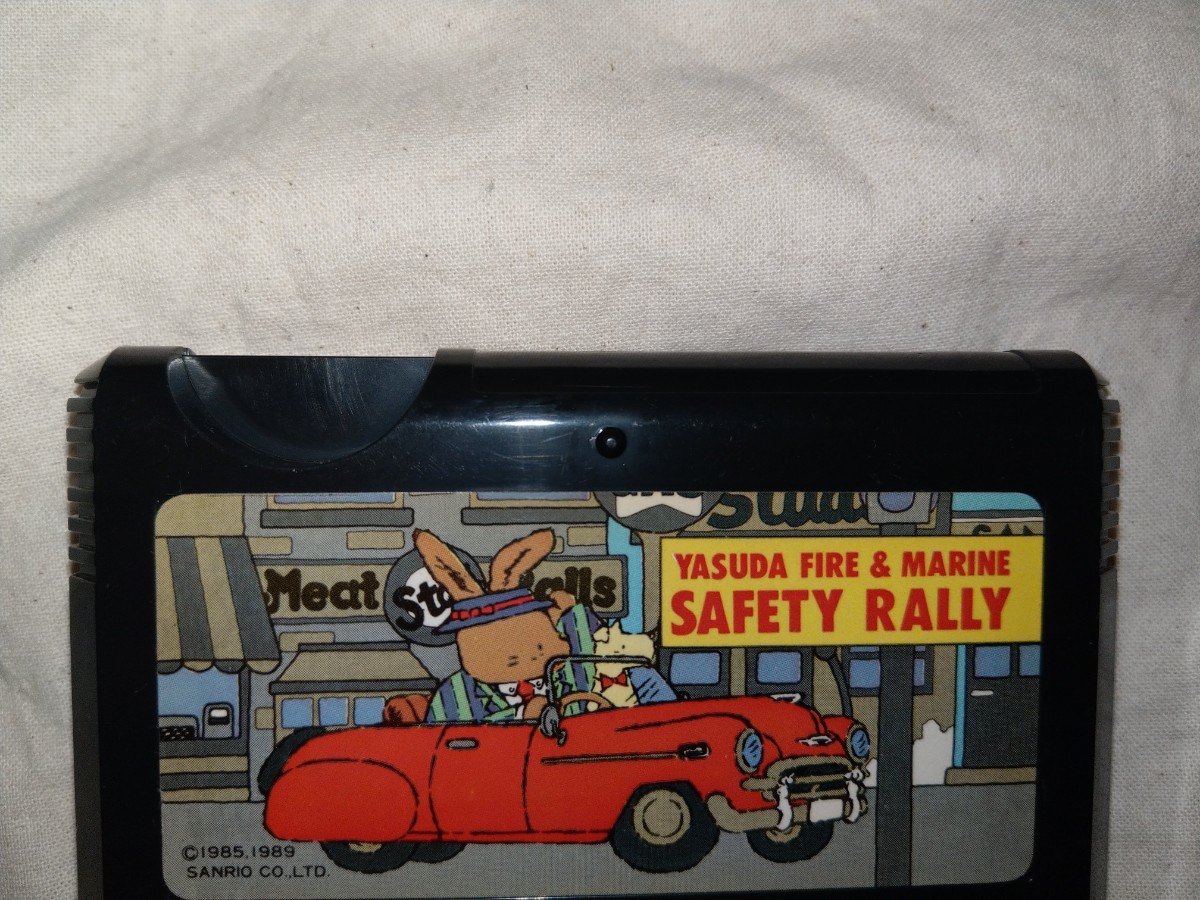 YASUDA FIRE & MARINE
SAFETY RALLY
Meat
©1985,1989
SANRIO CO.,LTD.